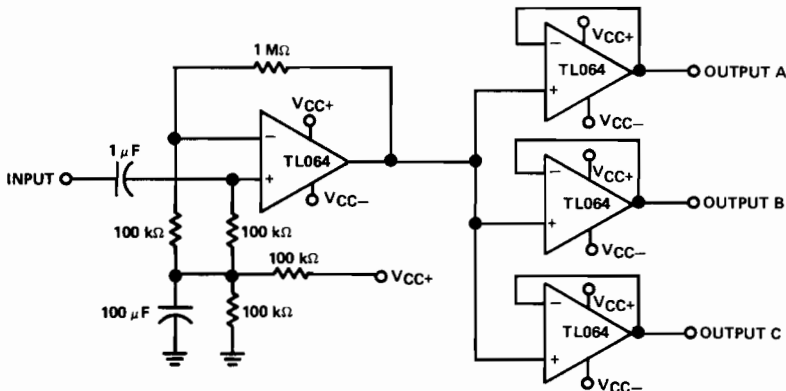 1 MΩ
VCC+
TL064
VCC−
1 μF
INPUT
−
+
100 kΩ
100 kΩ
100 kΩ
VCC+
100 μF
100 kΩ
VCC+
TL064
VCC−
−
+
OUTPUT A
VCC+
TL064
VCC−
−
+
OUTPUT B
VCC+
TL064
VCC−
−
+
OUTPUT C